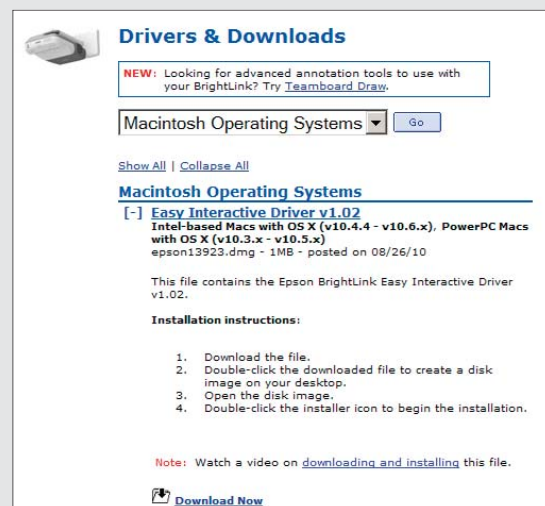 Drivers & Downloads
NEW: Looking for advanced annotation tools to use with
your BrightLink? Try Teamboard Draw.
Macintosh Operating Systems Go
Show All | Collapse All
Macintosh Operating Systems
[-] Easy Interactive Driver v1.02
Intel-based Macs with OS X (v10.4.4 - v10.6.x), PowerPC Macs
with OS X (v10.3.x - v10.5.x)
epson13923.dmg - 1MB - posted on 08/26/10
This file contains the Epson BrightLink Easy Interactive Driver
v1.02.
Installation instructions:
1. Download the file.
2. Double-click the downloaded file to create a disk
image on your desktop.
3. Open the disk image.
4. Double-click the installer icon to begin the installation.
Note: Watch a video on downloading and installing this file.
Download Now